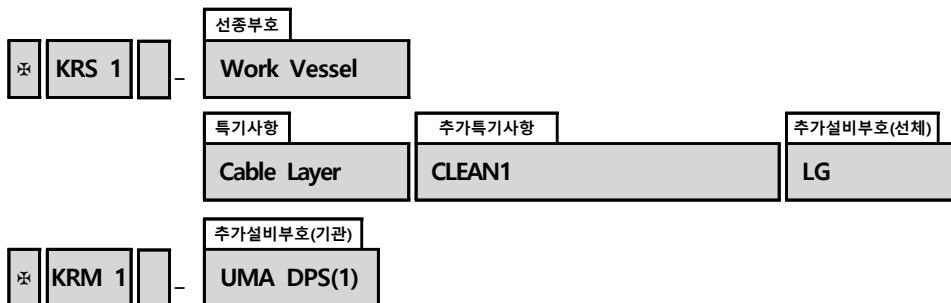 선종부호
✠ KRS 1 - Work Vessel
특기사항 추가특기사항 추가설비부호(선체)
Cable Layer CLEAN1 LG
추가설비부호(기관)
✠ KRM 1 - UMA DPS(1)